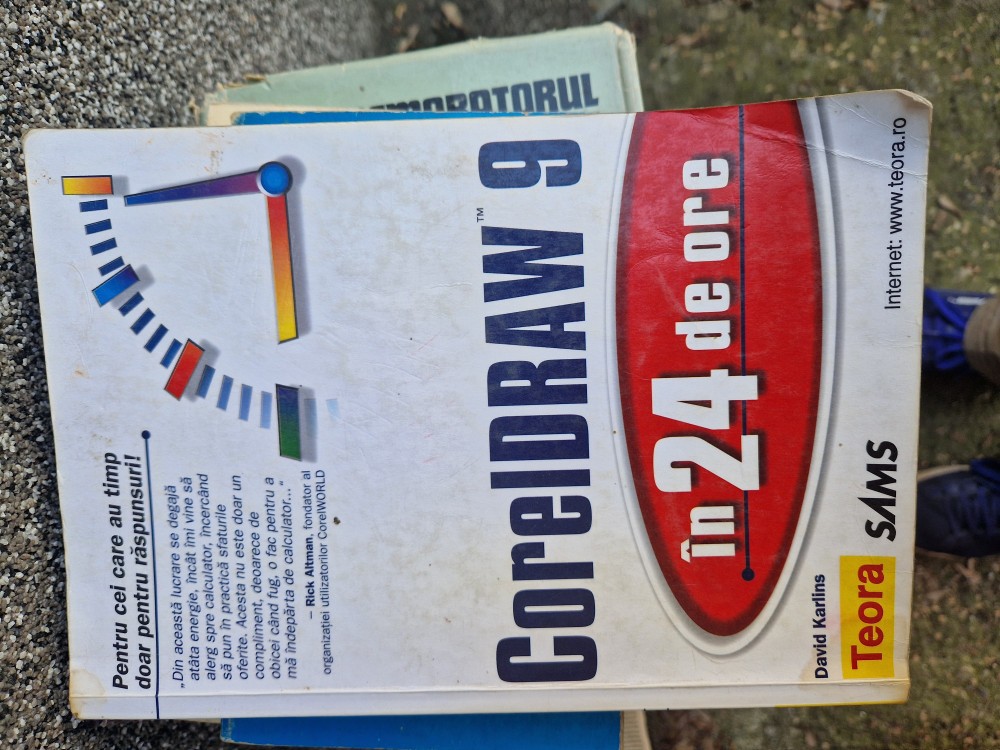 Pentru cei care au timp
doar pentru răspunsuri!
„Din această lucrare se degajă
atâta energie, încât îmi vine să
alerg spre calculator, încercând
să pun în practică sfaturile
oferite. Acesta nu este doar un
compliment, deoarece de
obicei când fug, o fac pentru a
mă îndepărta de calculator...“
– Rick Altman, fondator al
organizației utilizatorilor CorelWORLD
CorelDRAW™ 9
în 24 de ore
David Karlins
Teora SAMS
Internet: www.teora.ro